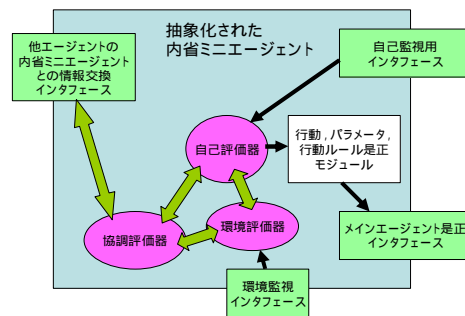 抽象化された
内省ミニエージェント
他エージェントの
内省ミニエージェント
との情報交換
インタフェース
自己監視用
インタフェース
自己評価器
行動，パラメータ，
行動ルール是正
モジュール
協調評価器
環境評価器
メインエージェント是正
インタフェース
環境監視
インタフェース